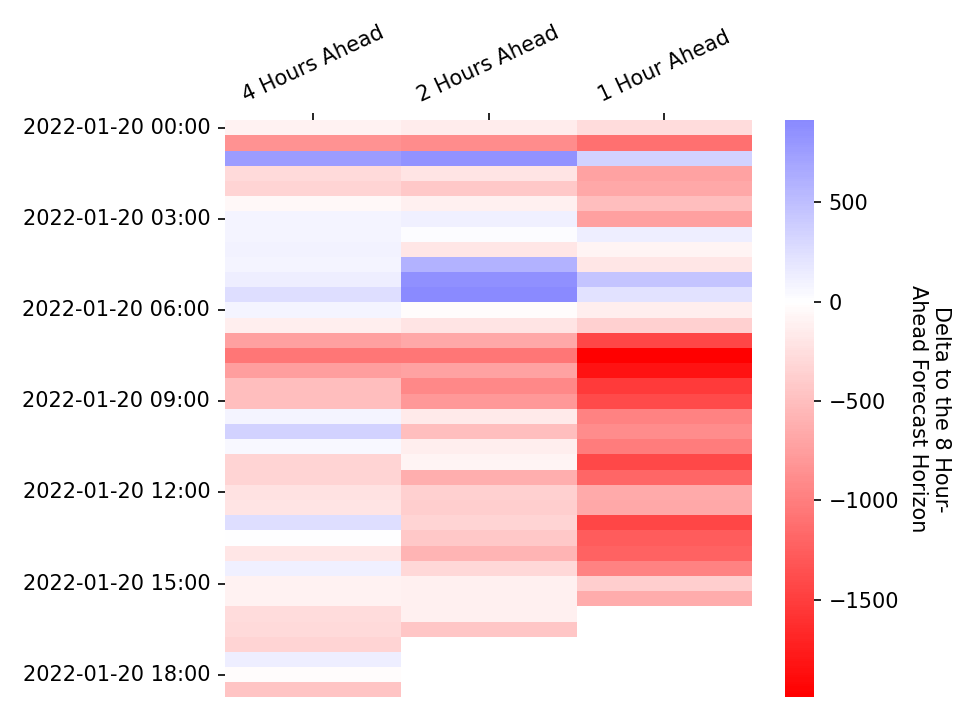 4 Hours Ahead
2 Hours Ahead
1 Hour Ahead
2022-01-20 00:00
2022-01-20 03:00
2022-01-20 06:00
2022-01-20 09:00
2022-01-20 12:00
2022-01-20 15:00
2022-01-20 18:00
500
0
−500
−1000
−1500
Delta to the 8 Hour-
Ahead Forecast Horizon